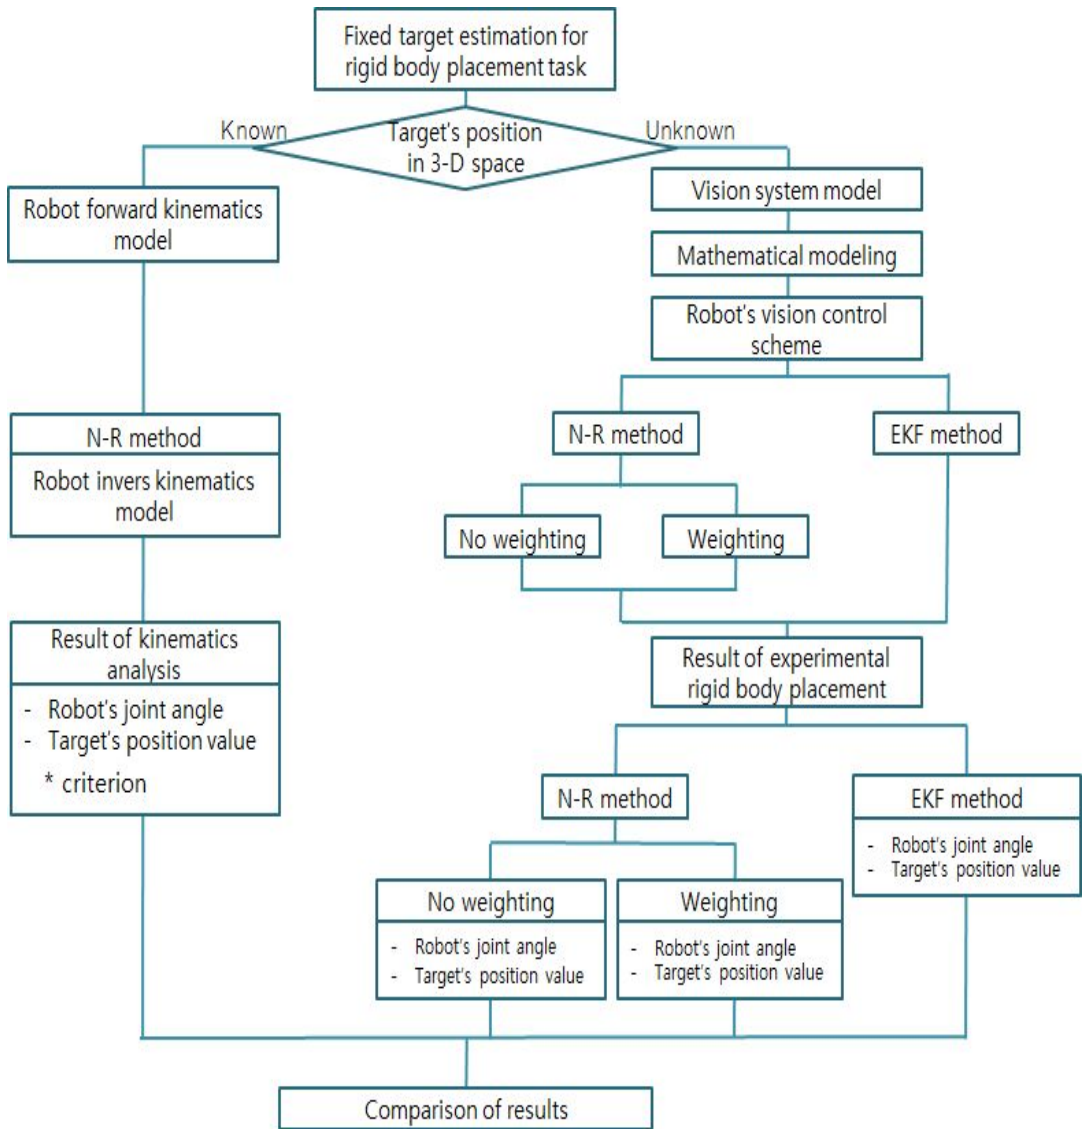 Fixed target estimation for
rigid body placement task
Known
Target's position
in 3-D space
Unknown
Robot forward kinematics
model
Vision system model
Mathematical modeling
Robot's vision control
scheme
N-R method
Robot invers kinematics
model
N-R method
EKF method
No weighting
Weighting
Result of kinematics
analysis
- Robot's joint angle
- Target's position value
* criterion
Result of experimental
rigid body placement
N-R method
EKF method
- Robot's joint angle
- Target's position value
No weighting
- Robot's joint angle
- Target's position value
Weighting
- Robot's joint angle
- Target's position value
Comparison of results